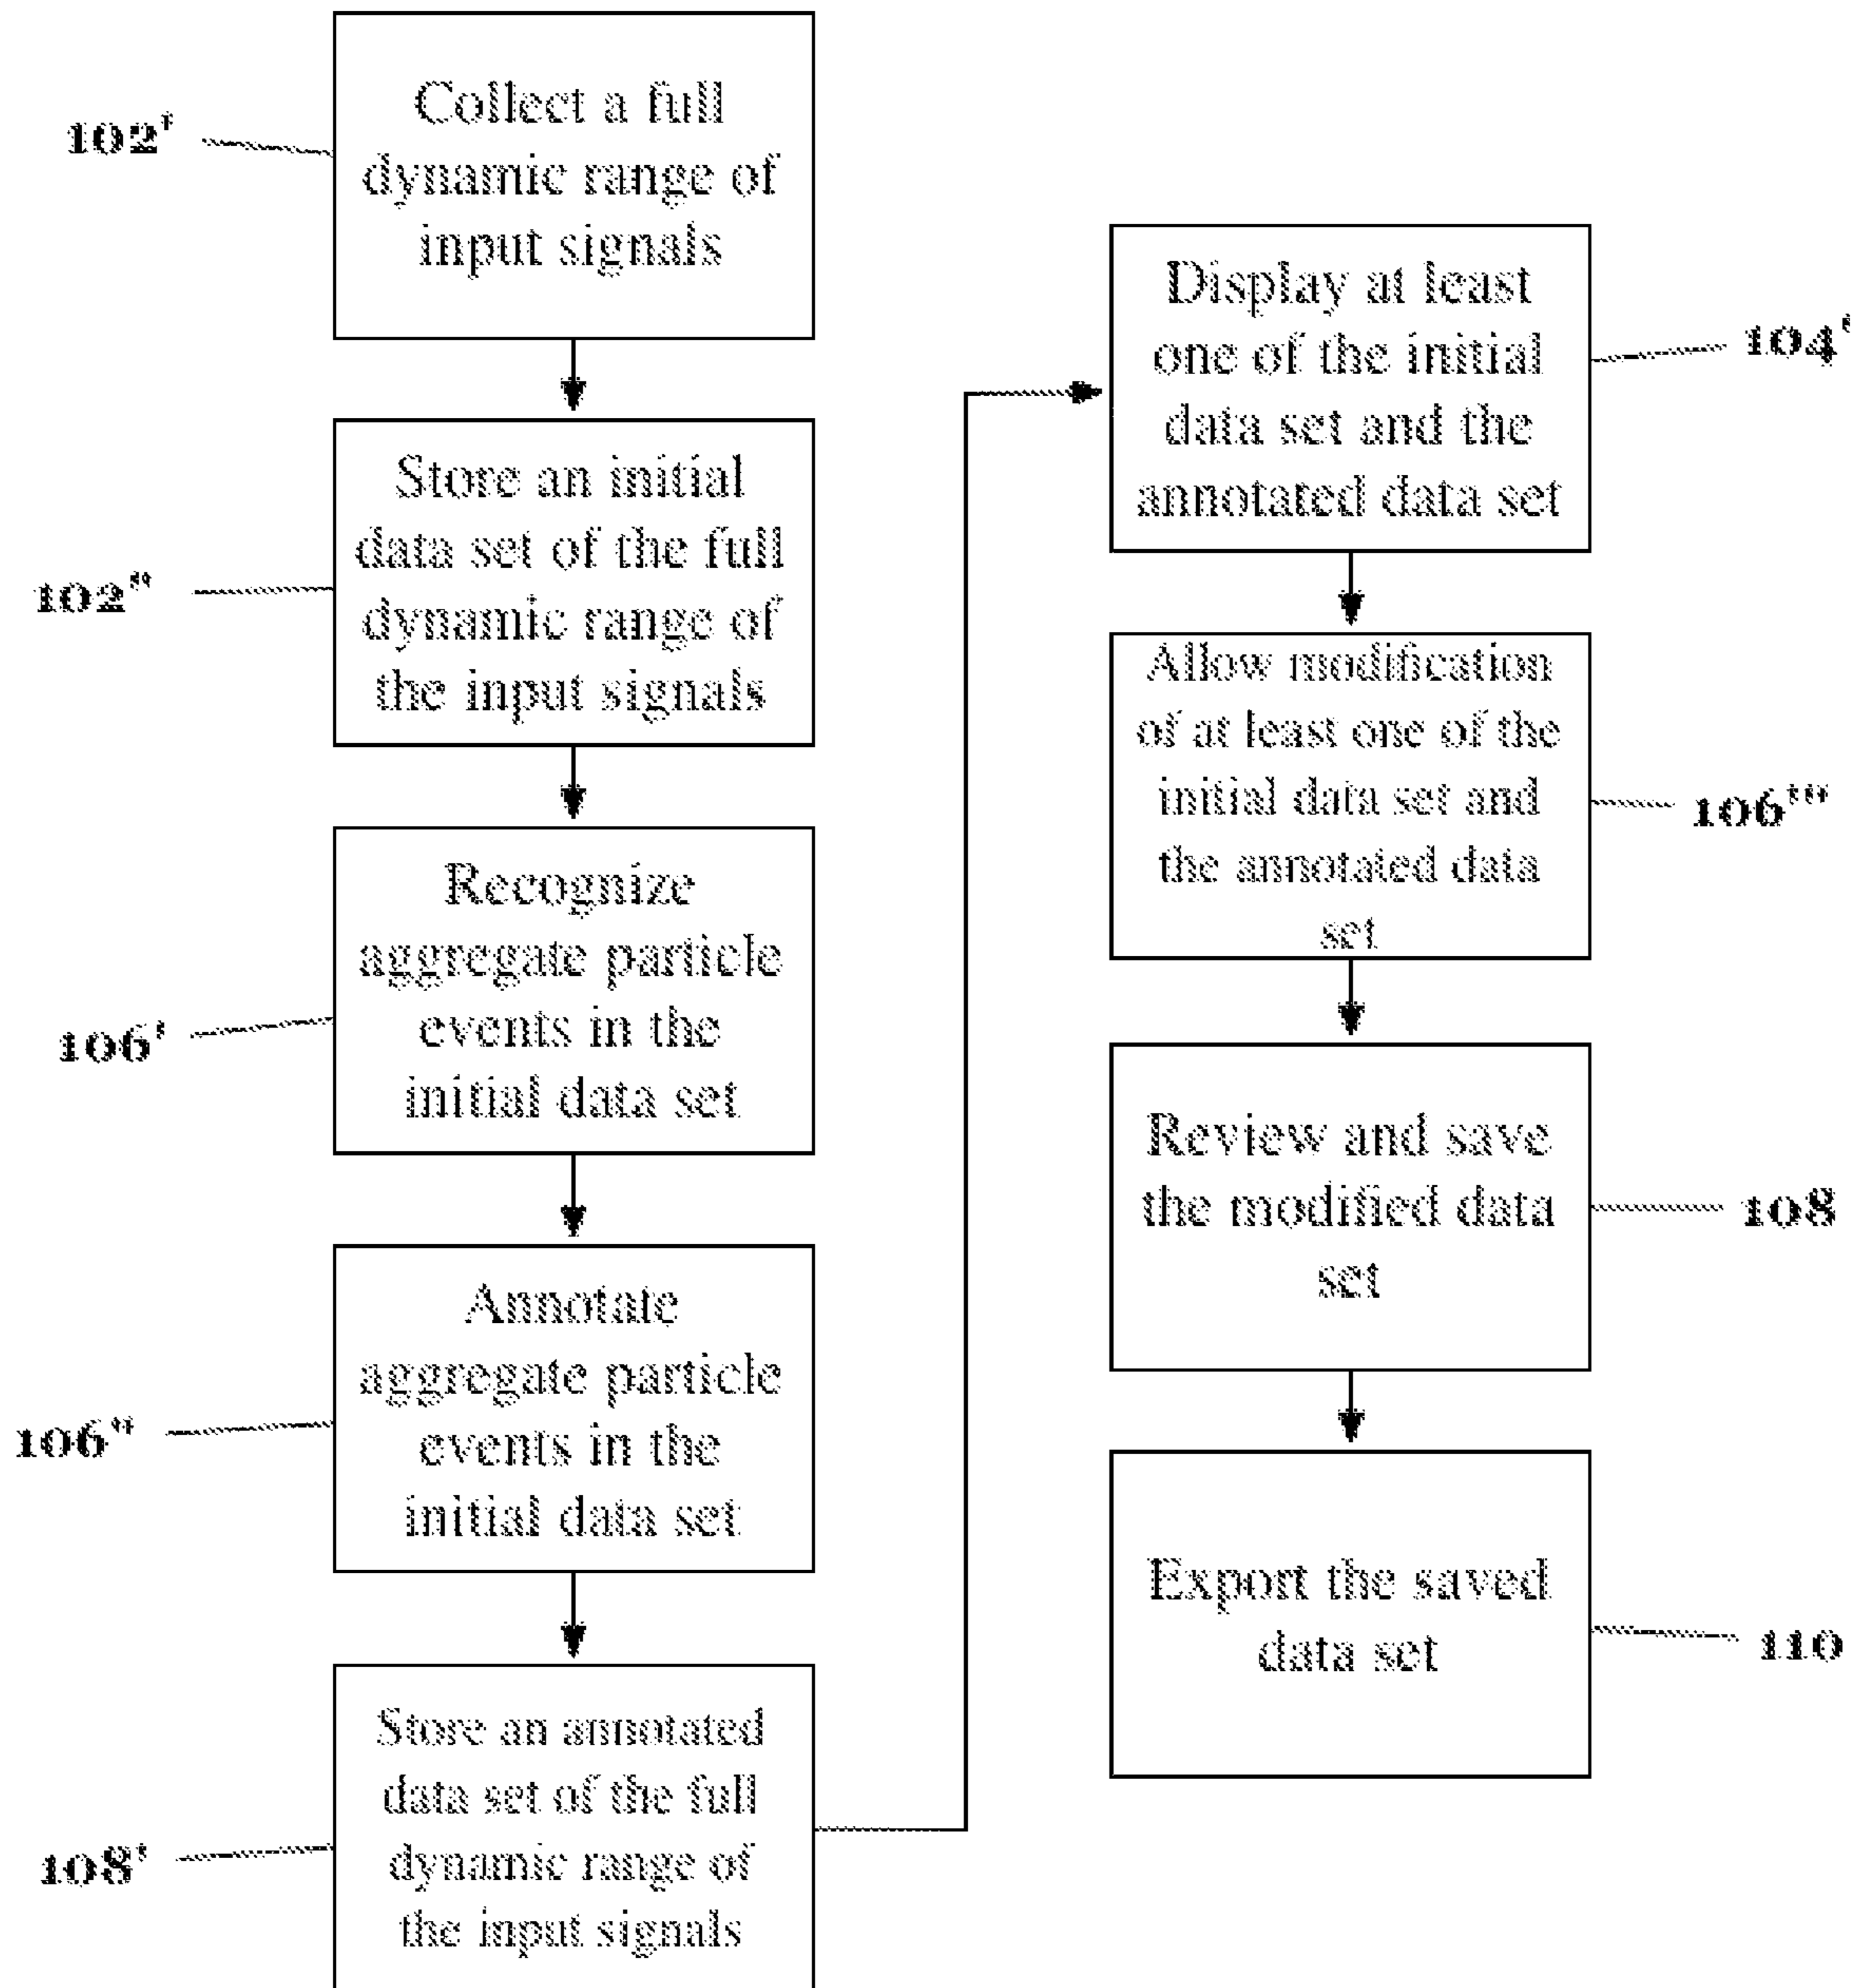 102'
Collect a full
dynamic range of
input signals
102"
Store an initial
data set of the full
dynamic range of
the input signals
106'
Recognize
aggregate particle
events in the
initial data set
106"
Annotate
aggregate particle
events in the
initial data set
108'
Store an annotated
data set of the full
dynamic range of
the input signals
Display at least
one of the initial
data set and the
annotated data set
104'
Allow modification
of at least one of the
initial data set and
the annotated data
set
106'''
Review and save
the modified data
set
108
Export the saved
data set
110